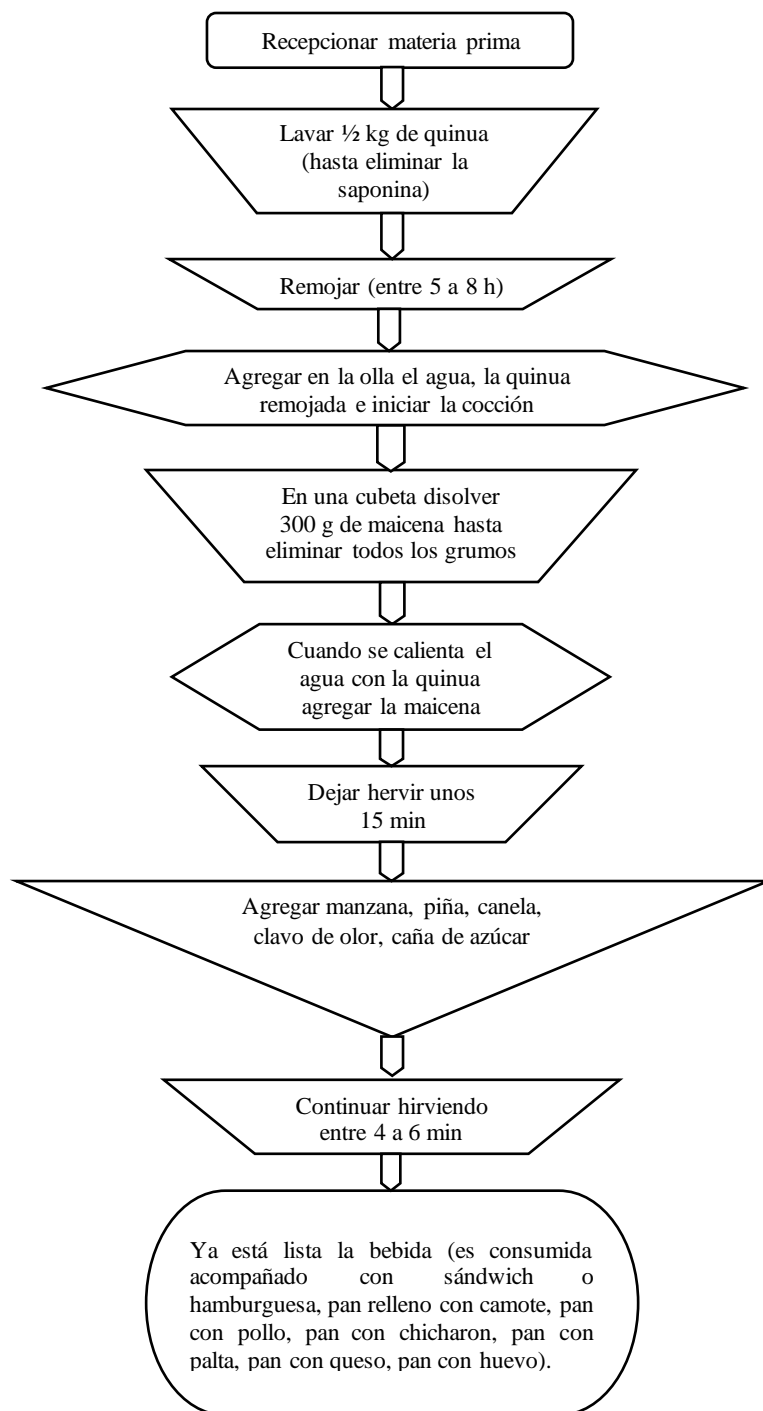 Recepcionar materia prima
Lavar ½ kg de quinua
(hasta eliminar la
saponina)
Remojar (entre 5 a 8 h)
Agregar en la olla el agua, la quinua
remojada e iniciar la cocción
En una cubeta disolver
300 g de maicena hasta
eliminar todos los grumos
Cuando se calienta el
agua con la quinua
agregar la maicena
Dejar hervir unos
15 min
Agregar manzana, piña, canela,
clavo de olor, caña de azúcar
Continuar hirviendo
entre 4 a 6 min
Ya está lista la bebida (es consumida
acompañado con sándwich o
hamburguesa, pan relleno con camote, pan
con pollo, pan con chicharon, pan con
palta, pan con queso, pan con huevo).